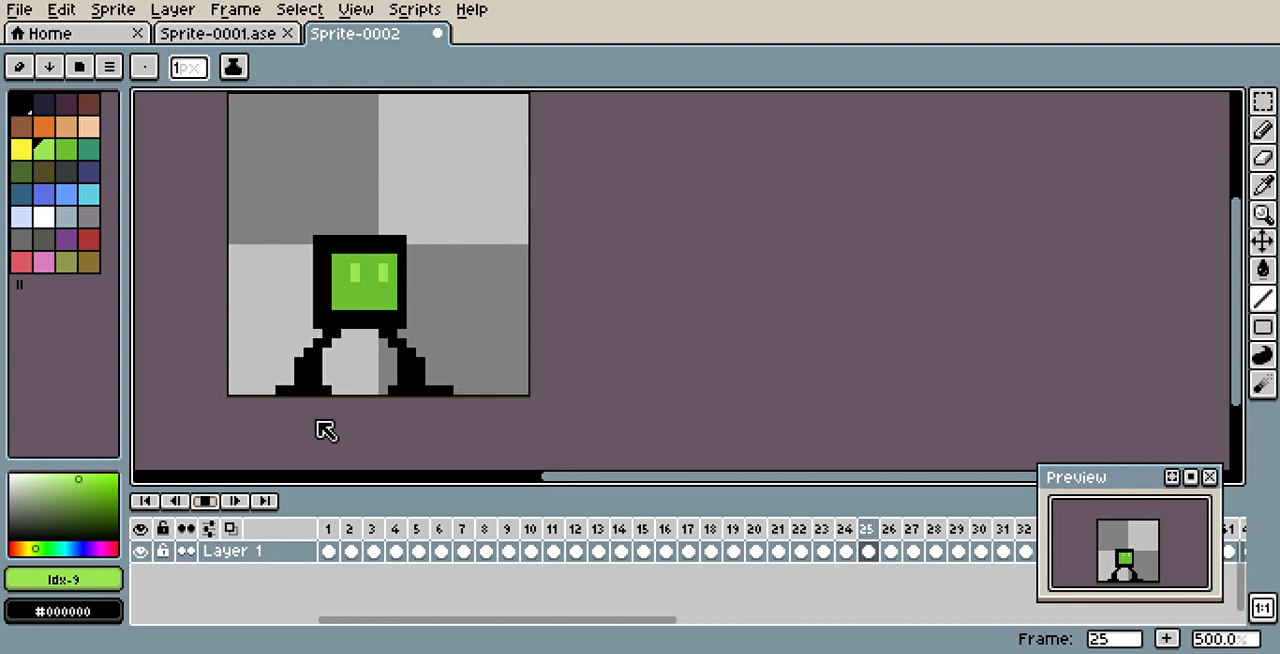 File Edit Sprite Layer Frame Select View Scripts Help
Home Sprite-0001.ase Sprite-0002
1px
Preview
1 2 3 4 5 6 7 8 9 10 11 12 13 14 15 16 17 18 19 20 21 22 23 24 25 26 27 28 29 30 31 32
Layer 1
Idx-9
#000000
1:1
Frame: 25 + 500.0%